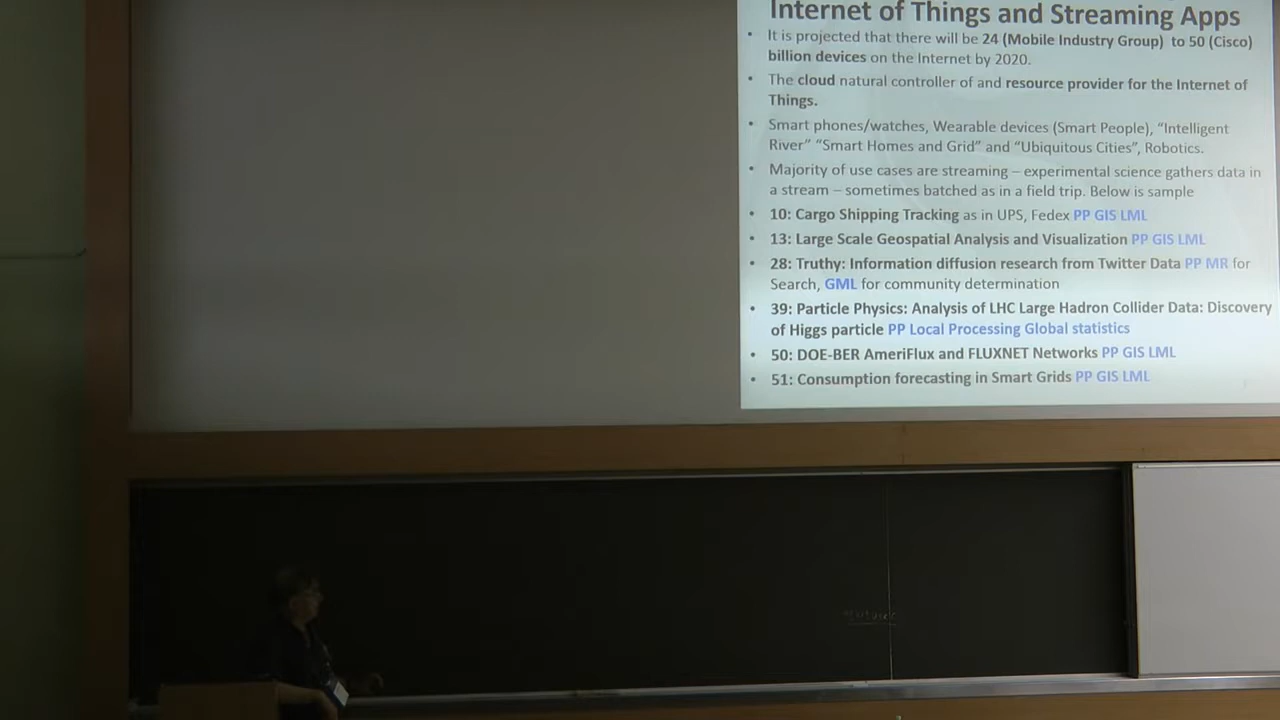 Internet of Things and Streaming Apps
• It is projected that there will be 24 (Mobile Industry Group) to 50 (Cisco)
billion devices on the Internet by 2020.
• The cloud natural controller of and resource provider for the Internet of
Things.
• Smart phones/watches, Wearable devices (Smart People), “Intelligent
River” “Smart Homes and Grid” and “Ubiquitous Cities”, Robotics.
• Majority of use cases are streaming – experimental science gathers data in
a stream – sometimes batched as in a field trip. Below is sample
• 10: Cargo Shipping Tracking as in UPS, Fedex PP GIS LML
• 13: Large Scale Geospatial Analysis and Visualization PP GIS LML
• 28: Truthy: Information diffusion research from Twitter Data PP MR for
Search, GML for community determination
• 39: Particle Physics: Analysis of LHC Large Hadron Collider Data: Discovery
of Higgs particle PP Local Processing Global statistics
• 50: DOE-BER AmeriFlux and FLUXNET Networks PP GIS LML
• 51: Consumption forecasting in Smart Grids PP GIS LML